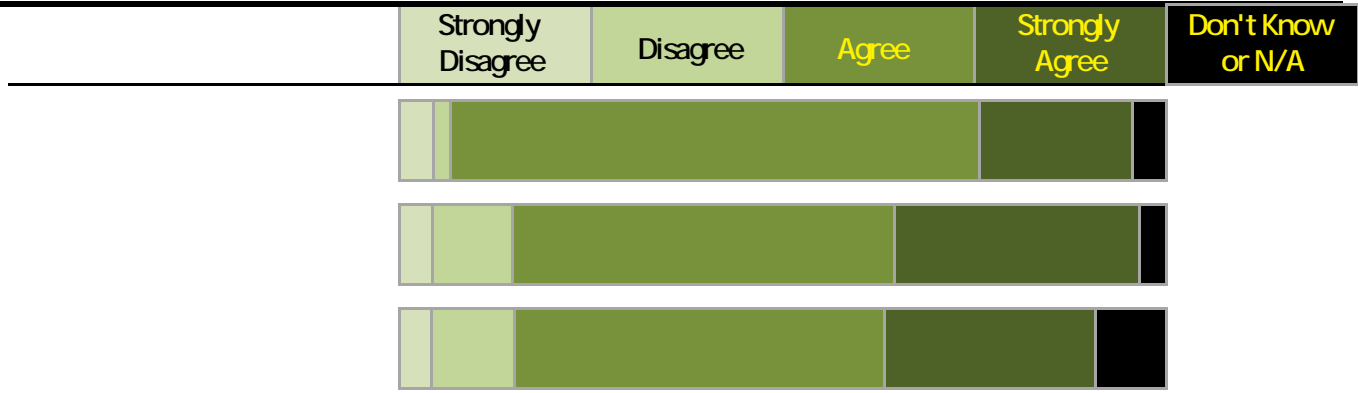 Strongly
Disagree
Disagree
Agree
Strongly
Agree
Don't Know
or N/A